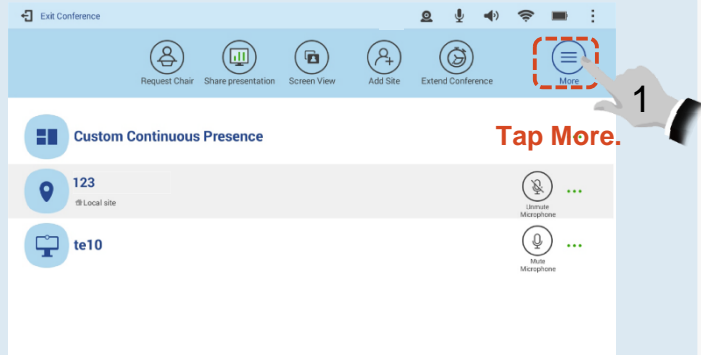 Exit Conference
Request Chair Share presentation Screen View Add Site Extend Conference More
1
Custom Continuous Presence
Tap More.
123
Local site
Unmute
Microphone
te10
Mute
Microphone